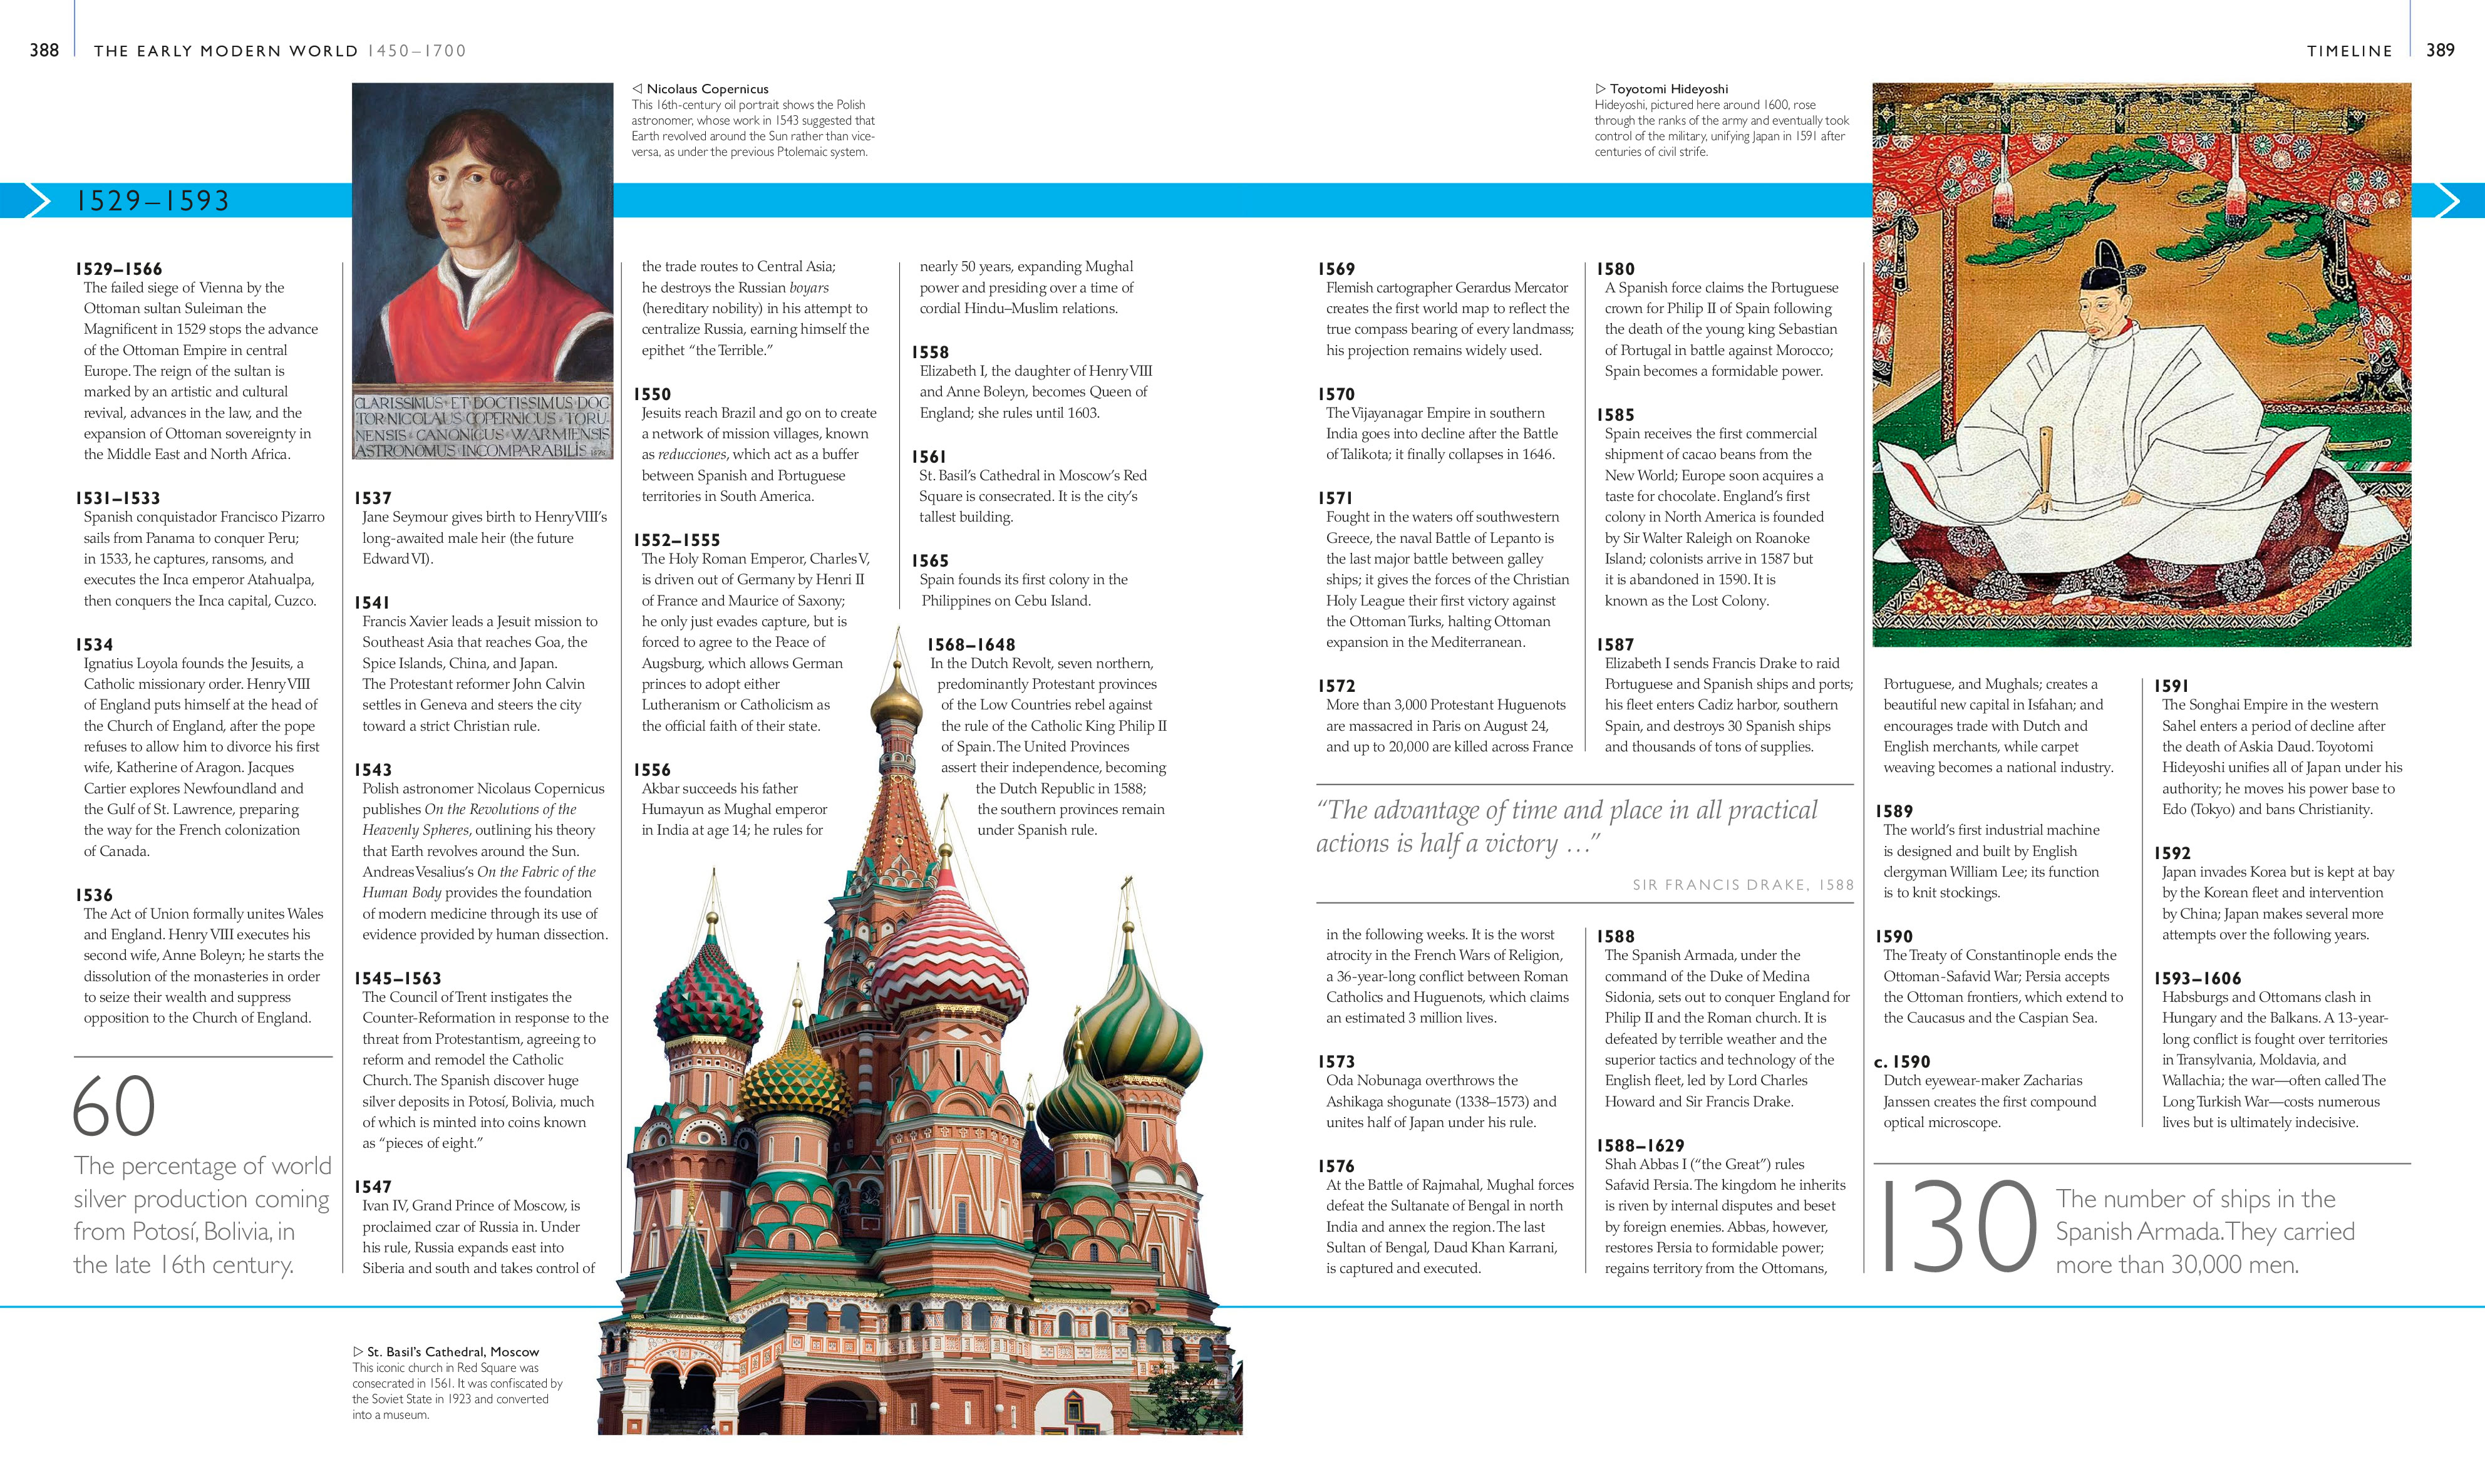 388
THE EARLY MODERN WORLD 1450–1700
TIMELINE
389
◁ Nicolaus Copernicus
This 16th-century oil portrait shows the Polish
astronomer, whose work in 1543 suggested that
Earth revolved around the Sun rather than vice-
versa, as under the previous Ptolemaic system.
▷ Toyotomi Hideyoshi
Hideyoshi, pictured here around 1600, rose
through the ranks of the army and eventually took
control of the military, unifying Japan in 1591 after
centuries of civil strife.
1529–1593
1529–1566
The failed siege of Vienna by the
Ottoman sultan Suleiman the
Magnificent in 1529 stops the advance
of the Ottoman Empire in central
Europe. The reign of the sultan is
marked by an artistic and cultural
revival, advances in the law, and the
expansion of Ottoman sovereignty in
the Middle East and North Africa.
1531–1533
Spanish conquistador Francisco Pizarro
sails from Panama to conquer Peru;
in 1533, he captures, ransoms, and
executes the Inca emperor Atahualpa,
then conquers the Inca capital, Cuzco.
1534
Ignatius Loyola founds the Jesuits, a
Catholic missionary order. Henry VIII
of England puts himself at the head of
the Church of England, after the pope
refuses to allow him to divorce his first
wife, Katherine of Aragon. Jacques
Cartier explores Newfoundland and
the Gulf of St. Lawrence, preparing
the way for the French colonization
of Canada.
1536
The Act of Union formally unites Wales
and England. Henry VIII executes his
second wife, Anne Boleyn; he starts the
dissolution of the monasteries in order
to seize their wealth and suppress
opposition to the Church of England.
60
The percentage of world
silver production coming
from Potosí, Bolivia, in
the late 16th century.
CLARISSIMUS ET DOCTISSIMUS DOC
TOR NICOLAUS COPERNICUS TORU
NENSIS CANONICUS WARMIENSIS
ASTRONOMUS INCOMPARABILIS
1537
Jane Seymour gives birth to Henry VIII's
long-awaited male heir (the future
Edward VI).
1541
Francis Xavier leads a Jesuit mission to
Southeast Asia that reaches Goa, the
Spice Islands, China, and Japan.
The Protestant reformer John Calvin
settles in Geneva and steers the city
toward a strict Christian rule.
1543
Polish astronomer Nicolaus Copernicus
publishes On the Revolutions of the
Heavenly Spheres, outlining his theory
that Earth revolves around the Sun.
Andreas Vesalius's On the Fabric of the
Human Body provides the foundation
of modern medicine through its use of
evidence provided by human dissection.
1545–1563
The Council of Trent instigates the
Counter-Reformation in response to the
threat from Protestantism, agreeing to
reform and remodel the Catholic
Church. The Spanish discover huge
silver deposits in Potosí, Bolivia, much
of which is minted into coins known
as “pieces of eight.”
1547
Ivan IV, Grand Prince of Moscow, is
proclaimed czar of Russia in. Under
his rule, Russia expands east into
Siberia and south and takes control of
the trade routes to Central Asia;
he destroys the Russian boyars
(hereditary nobility) in his attempt to
centralize Russia, earning himself the
epithet “the Terrible.”
1550
Jesuits reach Brazil and go on to create
a network of mission villages, known
as reducciones, which act as a buffer
between Spanish and Portuguese
territories in South America.
1552–1555
The Holy Roman Emperor, Charles V,
is driven out of Germany by Henri II
of France and Maurice of Saxony;
he only just evades capture, but is
forced to agree to the Peace of
Augsburg, which allows German
princes to adopt either
Lutheranism or Catholicism as
the official faith of their state.
1556
Akbar succeeds his father
Humayun as Mughal emperor
in India at age 14; he rules for
nearly 50 years, expanding Mughal
power and presiding over a time of
cordial Hindu–Muslim relations.
1558
Elizabeth I, the daughter of Henry VIII
and Anne Boleyn, becomes Queen of
England; she rules until 1603.
1561
St. Basil's Cathedral in Moscow's Red
Square is consecrated. It is the city's
tallest building.
1565
Spain founds its first colony in the
Philippines on Cebu Island.
1568–1648
In the Dutch Revolt, seven northern,
predominantly Protestant provinces
of the Low Countries rebel against
the rule of the Catholic King Philip II
of Spain. The United Provinces
assert their independence, becoming
the Dutch Republic in 1588;
the southern provinces remain
under Spanish rule.
▷ St. Basil's Cathedral, Moscow
This iconic church in Red Square was
consecrated in 1561. It was confiscated by
the Soviet State in 1923 and converted
into a museum.
1569
Flemish cartographer Gerardus Mercator
creates the first world map to reflect the
true compass bearing of every landmass;
his projection remains widely used.
1570
The Vijayanagar Empire in southern
India goes into decline after the Battle
of Talikota; it finally collapses in 1646.
1571
Fought in the waters off southwestern
Greece, the naval Battle of Lepanto is
the last major battle between galley
ships; it gives the forces of the Christian
Holy League their first victory against
the Ottoman Turks, halting Ottoman
expansion in the Mediterranean.
1572
More than 3,000 Protestant Huguenots
are massacred in Paris on August 24,
and up to 20,000 are killed across France
in the following weeks. It is the worst
atrocity in the French Wars of Religion,
a 36-year-long conflict between Roman
Catholics and Huguenots, which claims
an estimated 3 million lives.
1573
Oda Nobunaga overthrows the
Ashikaga shogunate (1338–1573) and
unites half of Japan under his rule.
1576
At the Battle of Rajmahal, Mughal forces
defeat the Sultanate of Bengal in north
India and annex the region. The last
Sultan of Bengal, Daud Khan Karrani,
is captured and executed.
1580
A Spanish force claims the Portuguese
crown for Philip II of Spain following
the death of the young king Sebastian
of Portugal in battle against Morocco;
Spain becomes a formidable power.
1585
Spain receives the first commercial
shipment of cacao beans from the
New World; Europe soon acquires a
taste for chocolate. England's first
colony in North America is founded
by Sir Walter Raleigh on Roanoke
Island; colonists arrive in 1587 but
it is abandoned in 1590. It is
known as the Lost Colony.
1587
Elizabeth I sends Francis Drake to raid
Portuguese and Spanish ships and ports;
his fleet enters Cadiz harbor, southern
Spain, and destroys 30 Spanish ships
and thousands of tons of supplies.
“The advantage of time and place in all practical
actions is half a victory …”
SIR FRANCIS DRAKE, 1588
1588
The Spanish Armada, under the
command of the Duke of Medina
Sidonia, sets out to conquer England for
Philip II and the Roman church. It is
defeated by terrible weather and the
superior tactics and technology of the
English fleet, led by Lord Charles
Howard and Sir Francis Drake.
1588–1629
Shah Abbas I (“the Great”) rules
Safavid Persia. The kingdom he inherits
is riven by internal disputes and beset
by foreign enemies. Abbas, however,
restores Persia to formidable power;
regains territory from the Ottomans,
Portuguese, and Mughals; creates a
beautiful new capital in Isfahan; and
encourages trade with Dutch and
English merchants, while carpet
weaving becomes a national industry.
1589
The world's first industrial machine
is designed and built by English
clergyman William Lee; its function
is to knit stockings.
1590
The Treaty of Constantinople ends the
Ottoman-Safavid War; Persia accepts
the Ottoman frontiers, which extend to
the Caucasus and the Caspian Sea.
c. 1590
Dutch eyewear-maker Zacharias
Janssen creates the first compound
optical microscope.
1591
The Songhai Empire in the western
Sahel enters a period of decline after
the death of Askia Daud. Toyotomi
Hideyoshi unifies all of Japan under his
authority; he moves his power base to
Edo (Tokyo) and bans Christianity.
1592
Japan invades Korea but is kept at bay
by the Korean fleet and intervention
by China; Japan makes several more
attempts over the following years.
1593–1606
Habsburgs and Ottomans clash in
Hungary and the Balkans. A 13-year-
long conflict is fought over territories
in Transylvania, Moldavia, and
Wallachia; the war—often called The
Long Turkish War—costs numerous
lives but is ultimately indecisive.
130
The number of ships in the
Spanish Armada. They carried
more than 30,000 men.